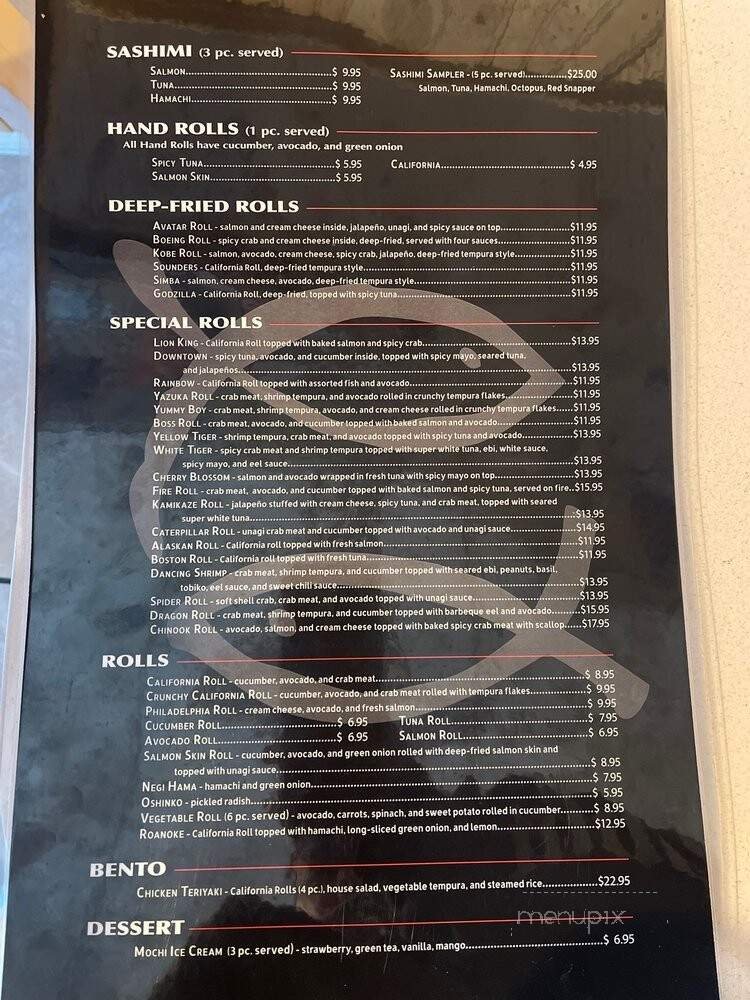 SASHIMI (3 pc. served)
SALMON........................................$ 9.95
TUNA........................................$ 9.95
HAMACHI........................................$ 9.95
SASHIMI SAMPLER - (5 pc. served)...............$25.00
Salmon, Tuna, Hamachi, Octopus, Red Snapper
HAND ROLLS (1 pc. served)
All Hand Rolls have cucumber, avocado, and green onion
SPICY TUNA...................................$ 5.95
SALMON SKIN...................................$ 5.95
CALIFORNIA...................................$ 4.95
DEEP-FRIED ROLLS
AVATAR ROLL - salmon and cream cheese inside, jalapeño, unagi, and spicy sauce on top...................$11.95
BOEING ROLL - spicy crab and cream cheese inside, deep-fried, served with four sauces...................$11.95
KOBE ROLL - salmon, avocado, cream cheese, spicy crab, jalapeño, deep-fried tempura style...............$11.95
SOUNDERS - California Roll, deep-fried tempura style...................$11.95
SIMBA - salmon, cream cheese, avocado, deep-fried tempura style...................$11.95
GODZILLA - California Roll, deep-fried, topped with spicy tuna...................$11.95
SPECIAL ROLLS
LION KING - California Roll topped with baked salmon and spicy crab...................$13.95
DOWNTOWN - spicy tuna, avocado, and cucumber inside, topped with spicy mayo, seared tuna,
and jalapeños...................$13.95
RAINBOW - California Roll topped with assorted fish and avocado...................$11.95
YAZUKA ROLL - crab meat, shrimp tempura, and avocado rolled in crunchy tempura flakes...................$11.95
YUMMY BOY - crab meat, shrimp tempura, avocado, and cream cheese rolled in crunchy tempura flakes......$11.95
BOSS ROLL - crab meat, avocado, and cucumber topped with baked salmon and avocado...................$11.95
YELLOW TIGER - shrimp tempura, crab meat, and avocado topped with spicy tuna and avocado...............$13.95
WHITE TIGER - spicy crab meat and shrimp tempura topped with super white tuna, ebi, white sauce,
spicy mayo, and eel sauce...................$13.95
CHERRY BLOSSOM - salmon and avocado wrapped in fresh tuna with spicy mayo on top...................$13.95
FIRE ROLL - crab meat, avocado, and cucumber topped with baked salmon and spicy tuna, served on fire..$15.95
KAMIKAZE ROLL - jalapeño stuffed with cream cheese, spicy tuna, and crab meat, topped with seared
super white tuna...................$13.95
CATERPILLAR ROLL - unagi crab meat and cucumber topped with avocado and unagi sauce...................$14.95
ALASKAN ROLL - California roll topped with fresh salmon...................$11.95
BOSTON ROLL - California roll topped with fresh tuna...................$11.95
DANCING SHRIMP - crab meat, shrimp tempura, and cucumber topped with seared ebi, peanuts, basil,
tobiko, eel sauce, and sweet chili sauce...................$13.95
SPIDER ROLL - soft shell crab, crab meat, and avocado topped with unagi sauce...................$13.95
DRAGON ROLL - crab meat, shrimp tempura, and cucumber topped with barbeque eel and avocado..........$15.95
CHINOOK ROLL - avocado, salmon, and cream cheese topped with baked spicy crab meat with scallop.....$17.95
ROLLS
CALIFORNIA ROLL - cucumber, avocado, and crab meat...................$ 8.95
CRUNCHY CALIFORNIA ROLL - cucumber, avocado, and crab meat rolled with tempura flakes...............$ 9.95
PHILADELPHIA ROLL - cream cheese, avocado, and fresh salmon...................$ 9.95
CUCUMBER ROLL...................$ 6.95 TUNA ROLL...................$ 7.95
AVOCADO ROLL...................$ 6.95 SALMON ROLL...................$ 6.95
SALMON SKIN ROLL - cucumber, avocado, and green onion rolled with deep-fried salmon skin and
topped with unagi sauce...................$ 8.95
NEGI HAMA - hamachi and green onion...................$ 7.95
OSHINKO - pickled radish...................$ 5.95
VEGETABLE ROLL (6 pc. served) - avocado, carrots, spinach, and sweet potato rolled in cucumber.........$ 8.95
ROANOKE - California Roll topped with hamachi, long-sliced green onion, and lemon...................$12.95
BENTO
CHICKEN TERIYAKI - California Rolls (4 pc.), house salad, vegetable tempura, and steamed rice...............$22.95
menupix
DESSERT
MOCHI ICE CREAM (3 pc. served) - strawberry, green tea, vanilla, mango...................$ 6.95